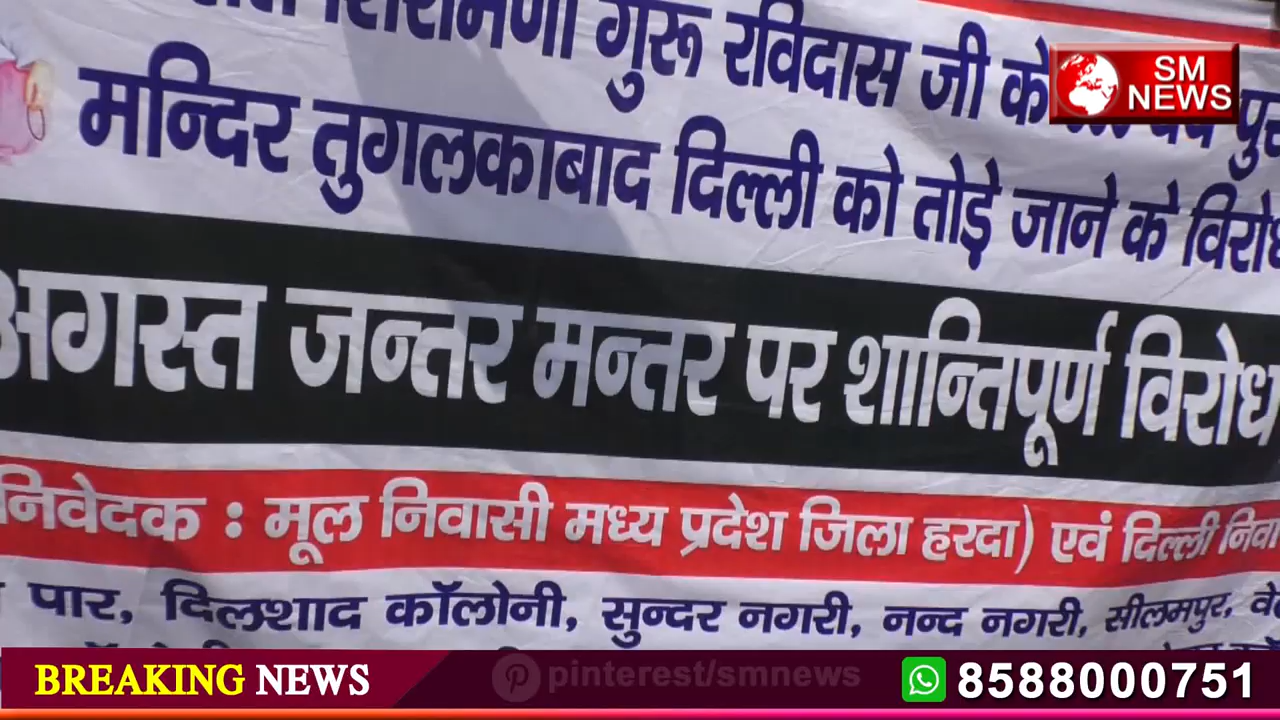 शिरोमणी गुरू रविदास जी के
SM
NEWS
मन्दिर तुगलकाबाद दिल्ली को तोड़े जाने के विरोध
अगस्त जन्तर मन्तर पर शान्तिपूर्ण विरोध
निवेदक : मूल निवासी मध्य प्रदेश जिला हरदा) एवं दिल्ली निवा
पार, दिलशाद कॉलोनी, सुन्दर नगरी, नन्द नगरी, सीलमपुर,
BREAKING NEWS pinterest/smnews 8588000751